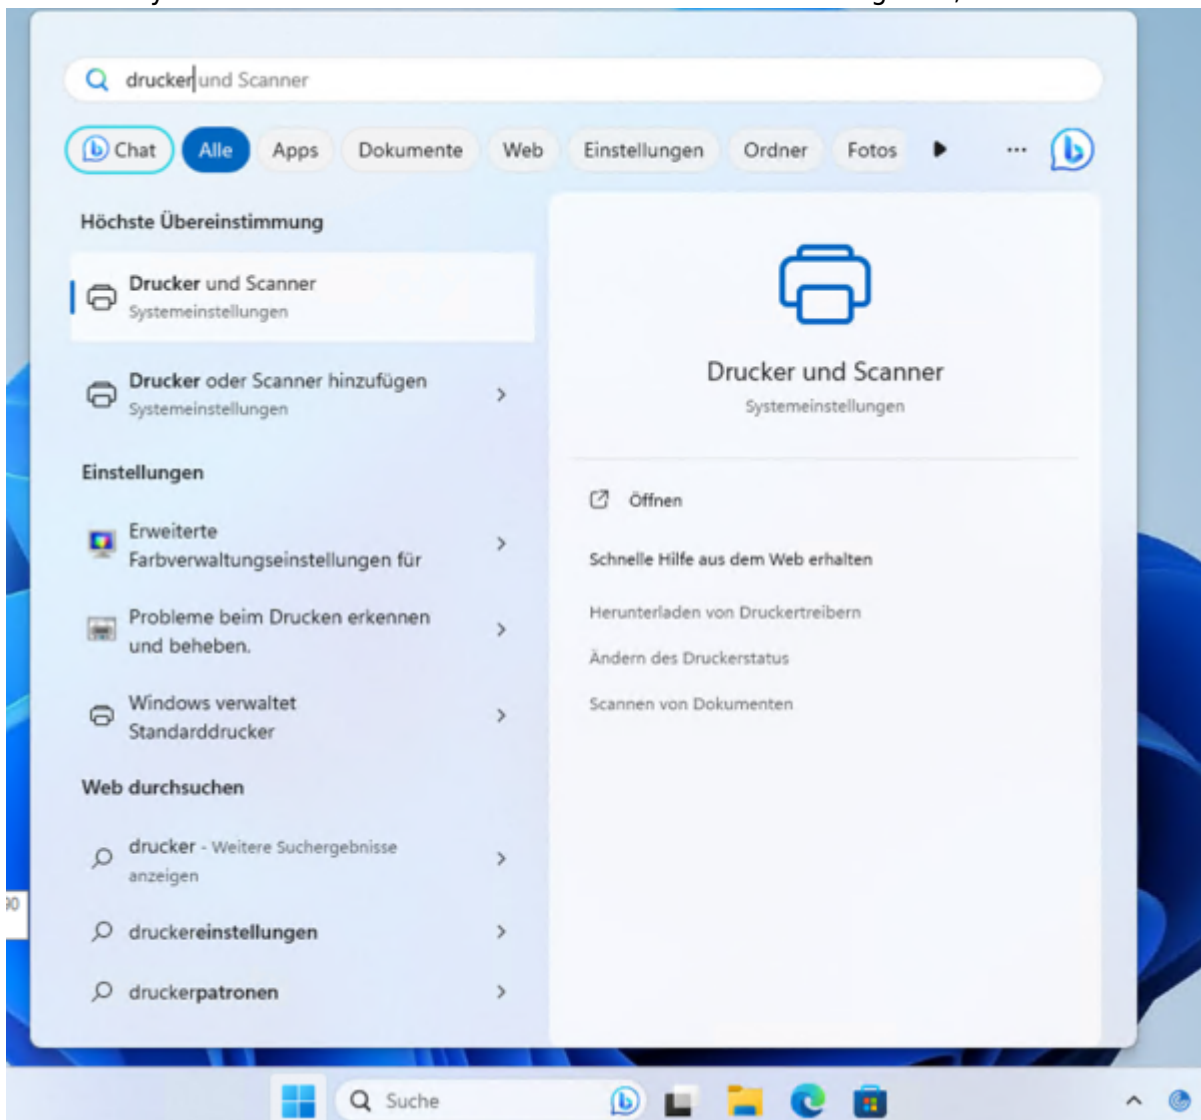 drucker und Scanner
Chat
Alle
Apps
Dokumente
Web
Einstellungen
Ordner
Fotos
Höchste Übereinstimmung
Drucker und Scanner
Systemeinstellungen
Drucker oder Scanner hinzufügen
Systemeinstellungen
Einstellungen
Erweiterte
Farbverwaltungseinstellungen für
Probleme beim Drucken erkennen
und beheben.
Windows verwaltet
Standarddrucker
Web durchsuchen
drucker - Weitere Suchergebnisse
anzeigen
druckereinstellungen
druckerpatronen
Drucker und Scanner
Systemeinstellungen
Öffnen
Schnelle Hilfe aus dem Web erhalten
Herunterladen von Druckertreibern
Ändern des Druckerstatus
Scannen von Dokumenten
Suche